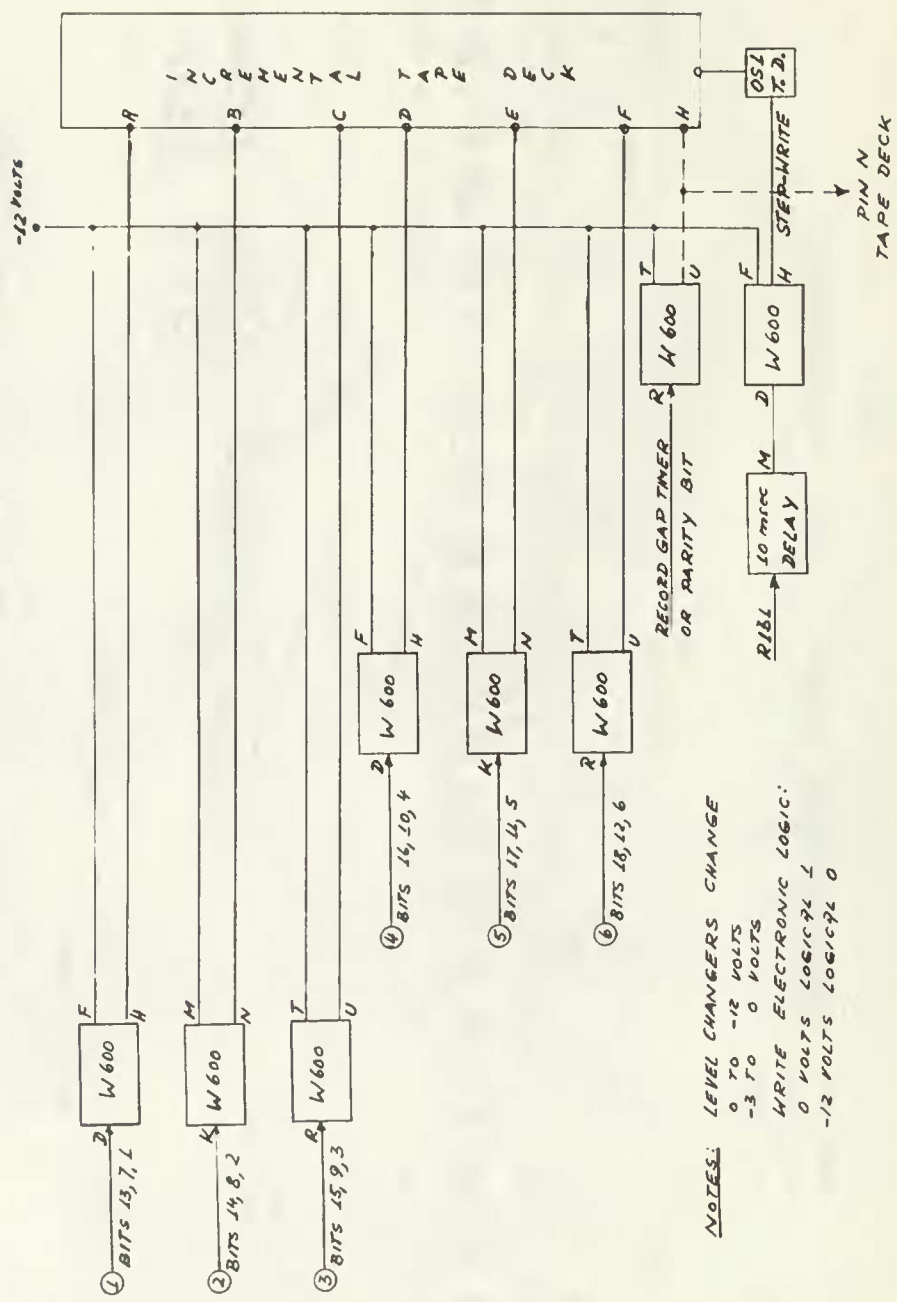 -12 VOLTS
INCREMENTAL TAPE DECK
A
B
C
D
E
F
H
OSL
T.D.
STEP-WRITE
PIN N
TAPE DECK
① BITS 13, 7, 1
D
W600
F
H
② BITS 14, 8, 2
K
W600
M
N
③ BITS 15, 9, 3
R
W600
T
U
④ BITS 16, 10, 4
D
W600
F
H
⑤ BITS 17, 11, 5
K
W600
M
N
⑥ BITS 18, 12, 6
R
W600
T
U
RECORD GAP TIMER
OR PARITY BIT
R
W600
T
U
R1B1
10 msec
DELAY
M
D
W600
F
H
NOTES: LEVEL CHANGERS CHANGE
0 TO -12 VOLTS
-3 TO 0 VOLTS
WRITE ELECTRONIC LOGIC:
0 VOLTS LOGICAL 1
-12 VOLTS LOGICAL 0